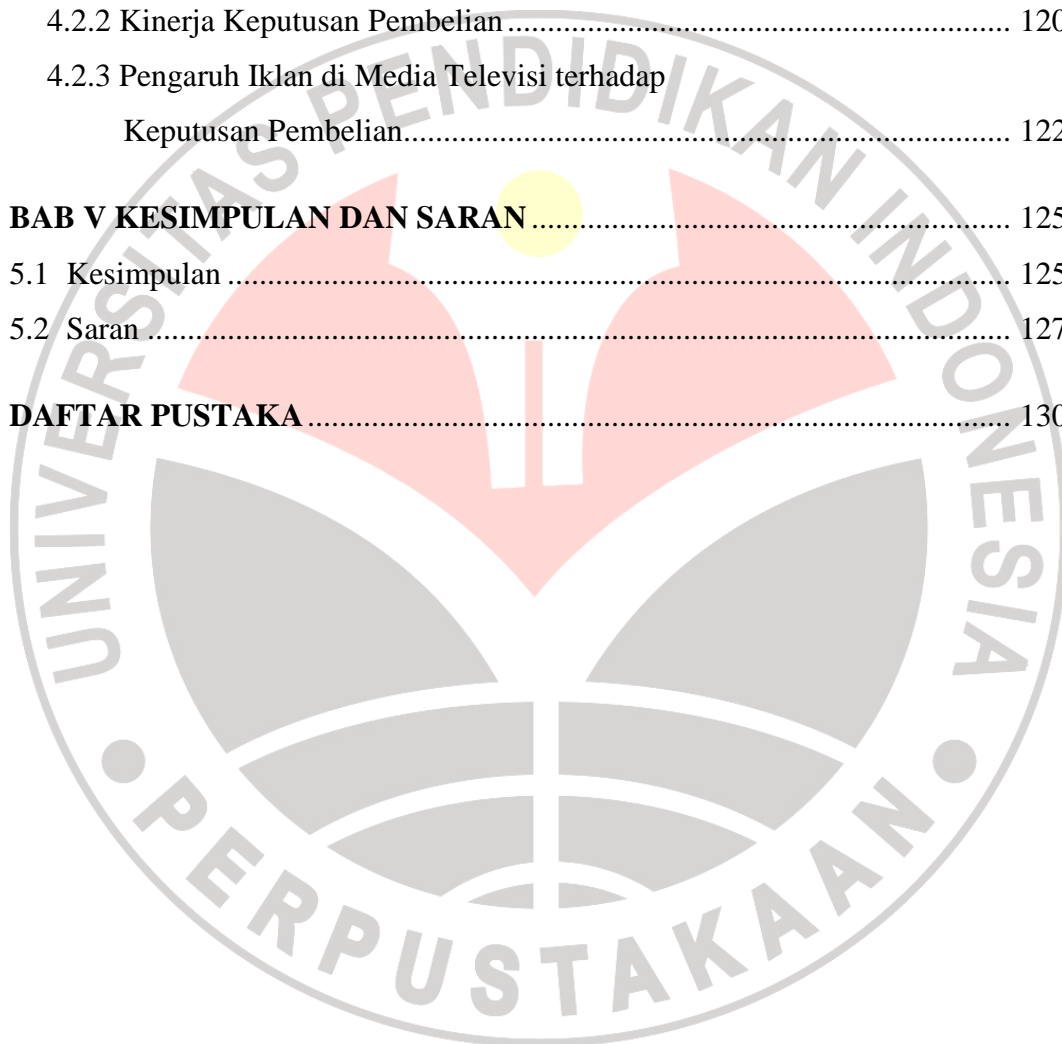 4.2.2 Kinerja Keputusan Pembelian ................................................................ 120
4.2.3 Pengaruh Iklan di Media Televisi terhadap
Keputusan Pembelian............................................................................. 122
BAB V KESIMPULAN DAN SARAN ............................................................. 125
5.1 Kesimpulan .................................................................................................... 125
5.2 Saran .............................................................................................................. 127
DAFTAR PUSTAKA .......................................................................................... 130
UNIVERSITAS PENDIDIKAN INDONESIA
PERPUSTAKAAN